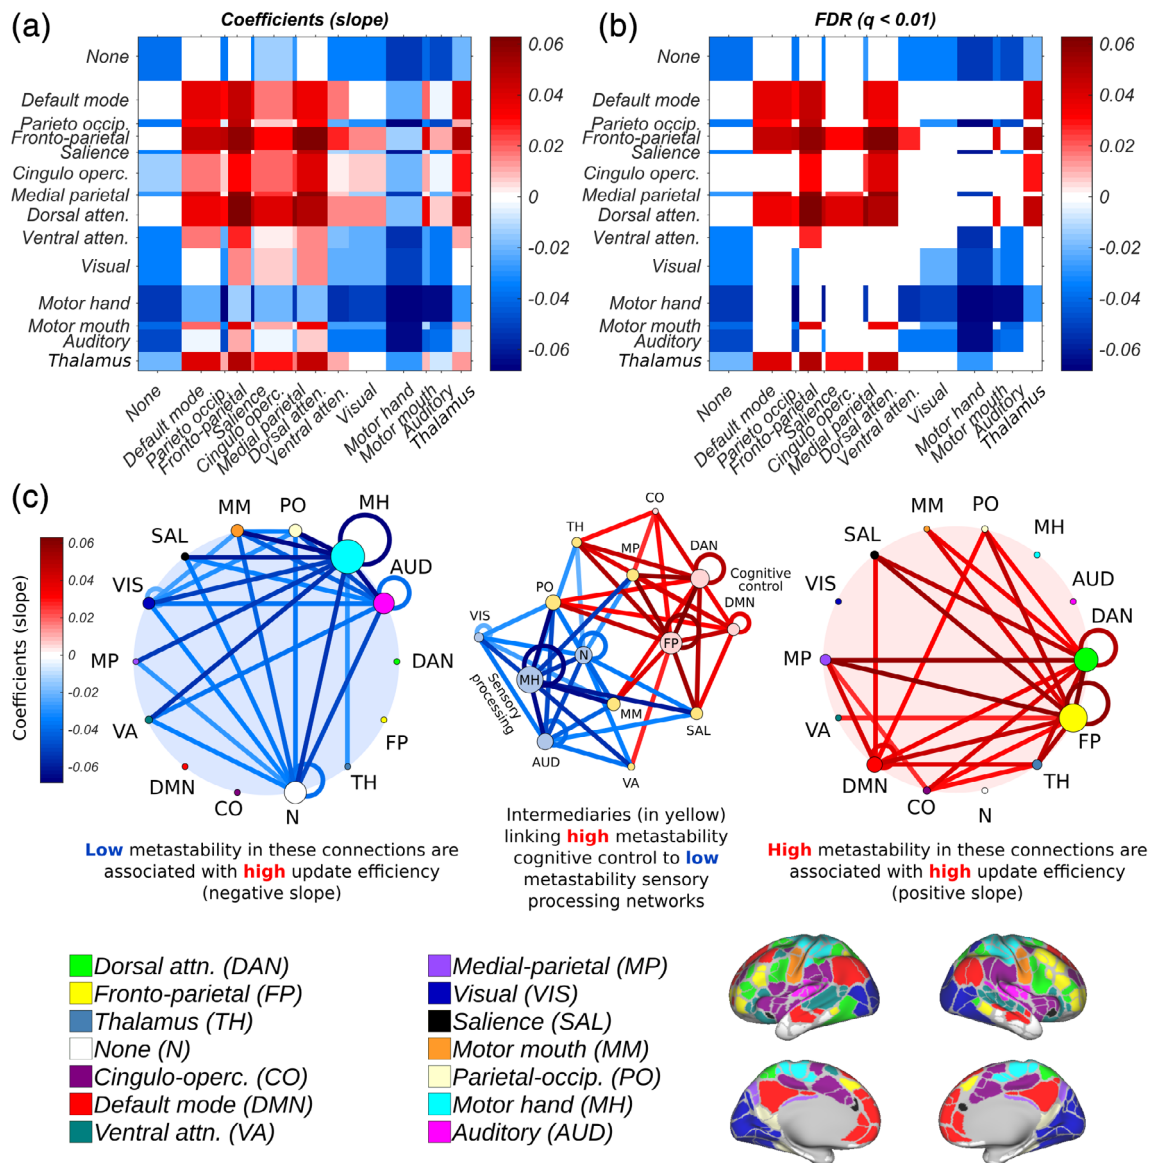 (a)
Coefficients (slope)
None
Default mode
Parieto occip.
Fronto-parietal
Salience
Cingulo operc.
Medial parietal
Dorsal atten.
Ventral atten.
Visual
Motor hand
Motor mouth
Auditory
Thalamus
None
Default mode
Parieto occip.
Fronto-parietal
Salience
Cingulo operc.
Medial parietal
Dorsal atten.
Ventral atten.
Visual
Motor hand
Motor mouth
Auditory
Thalamus
0.06
0.04
0.02
0
-0.02
-0.04
-0.06
(b)
FDR (q < 0.01)
None
Default mode
Parieto occip.
Fronto-parietal
Salience
Cingulo operc.
Medial parietal
Dorsal atten.
Ventral atten.
Visual
Motor hand
Motor mouth
Auditory
Thalamus
None
Default mode
Parieto occip.
Fronto-parietal
Salience
Cingulo operc.
Medial parietal
Dorsal atten.
Ventral atten.
Visual
Motor hand
Motor mouth
Auditory
Thalamus
0.06
0.04
0.02
0
-0.02
-0.04
-0.06
(c)
Coefficients (slope)
0.06
0.04
0.02
0
-0.02
-0.04
-0.06
MM
PO
MH
SAL
AUD
VIS
MP
DAN
VA
FP
DMN
TH
CO
N
Low metastability in these connections are
associated with high update efficiency
(negative slope)
CO
TH
MP
DAN
Cognitive
control
PO
DMN
VIS
FP
N
MH
Sensory
processing
MM
SAL
AUD
VA
Intermediaries (in yellow)
linking high metastability
cognitive control to low
metastability sensory
processing networks
MM
PO
MH
SAL
VIS
AUD
DAN
MP
VA
FP
DMN
TH
CO
N
High metastability in these connections are
associated with high update efficiency
(positive slope)
Dorsal attn. (DAN)
Fronto-parietal (FP)
Thalamus (TH)
None (N)
Cingulo-operc. (CO)
Default mode (DMN)
Ventral attn. (VA)
Medial-parietal (MP)
Visual (VIS)
Salience (SAL)
Motor mouth (MM)
Parietal-occip. (PO)
Motor hand (MH)
Auditory (AUD)